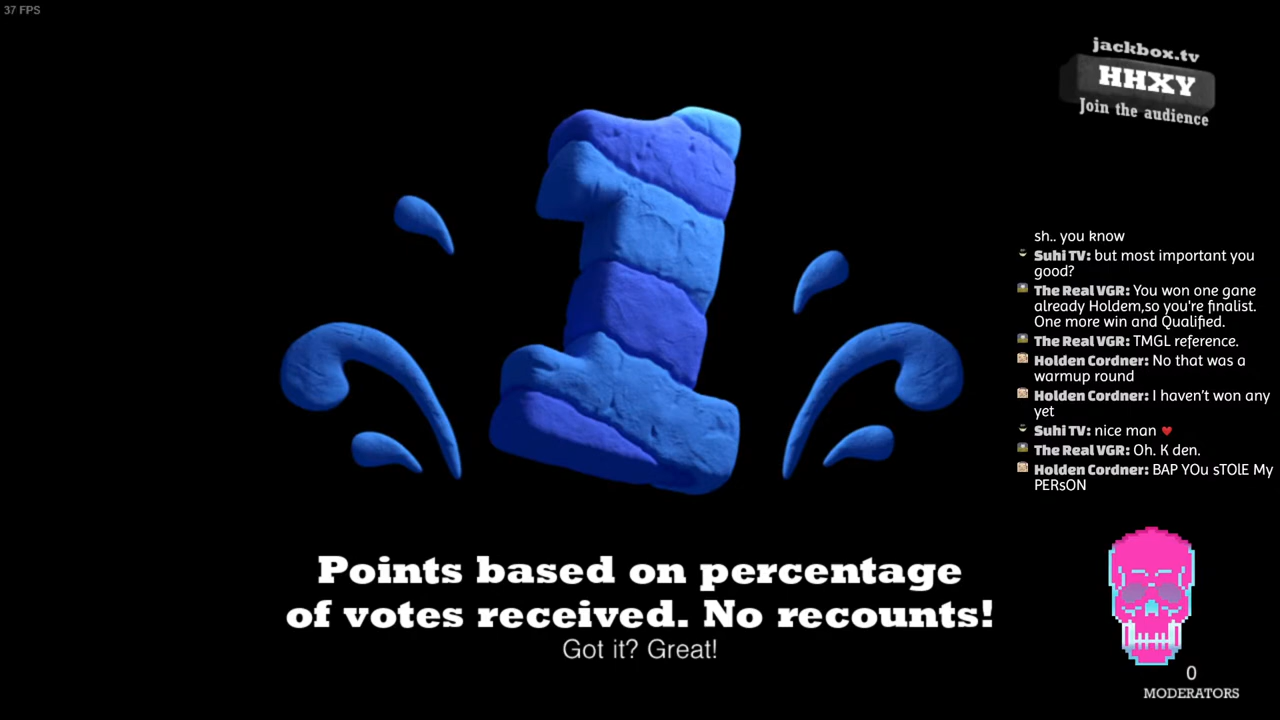 37 FPS
jackbox.tv
HHXY
Join the audience
1
sh.. you know
Suhi TV: but most important you
good?
The Real VGR: You won one gane
already Holdem,so you're finalist.
One more win and Qualified.
The Real VGR: TMGL reference.
Holden Cordner: No that was a
warmup round
Holden Cordner: I haven't won any
yet
Suhi TV: nice man ♥
The Real VGR: Oh. K den.
Holden Cordner: BAP YOu sTOlE My
PERsON
Points based on percentage
of votes received. No recounts!
Got it? Great!
0
MODERATORS